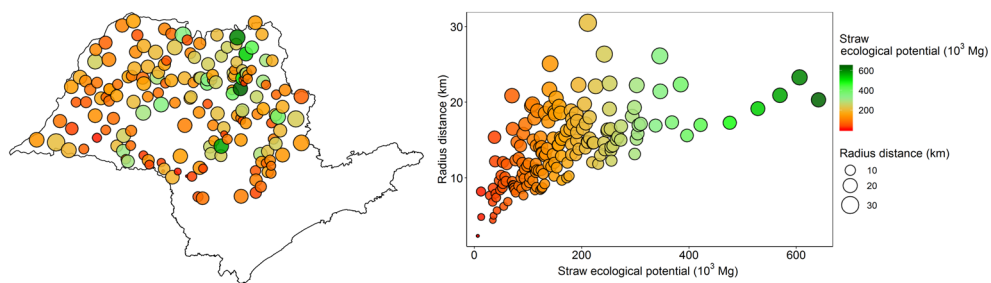 30
20
10
Radius distance (km)
0
200
400
600
Straw ecological potential (10³ Mg)
Straw
ecological potential (10³ Mg)
600
400
200
Radius distance (km)
10
20
30